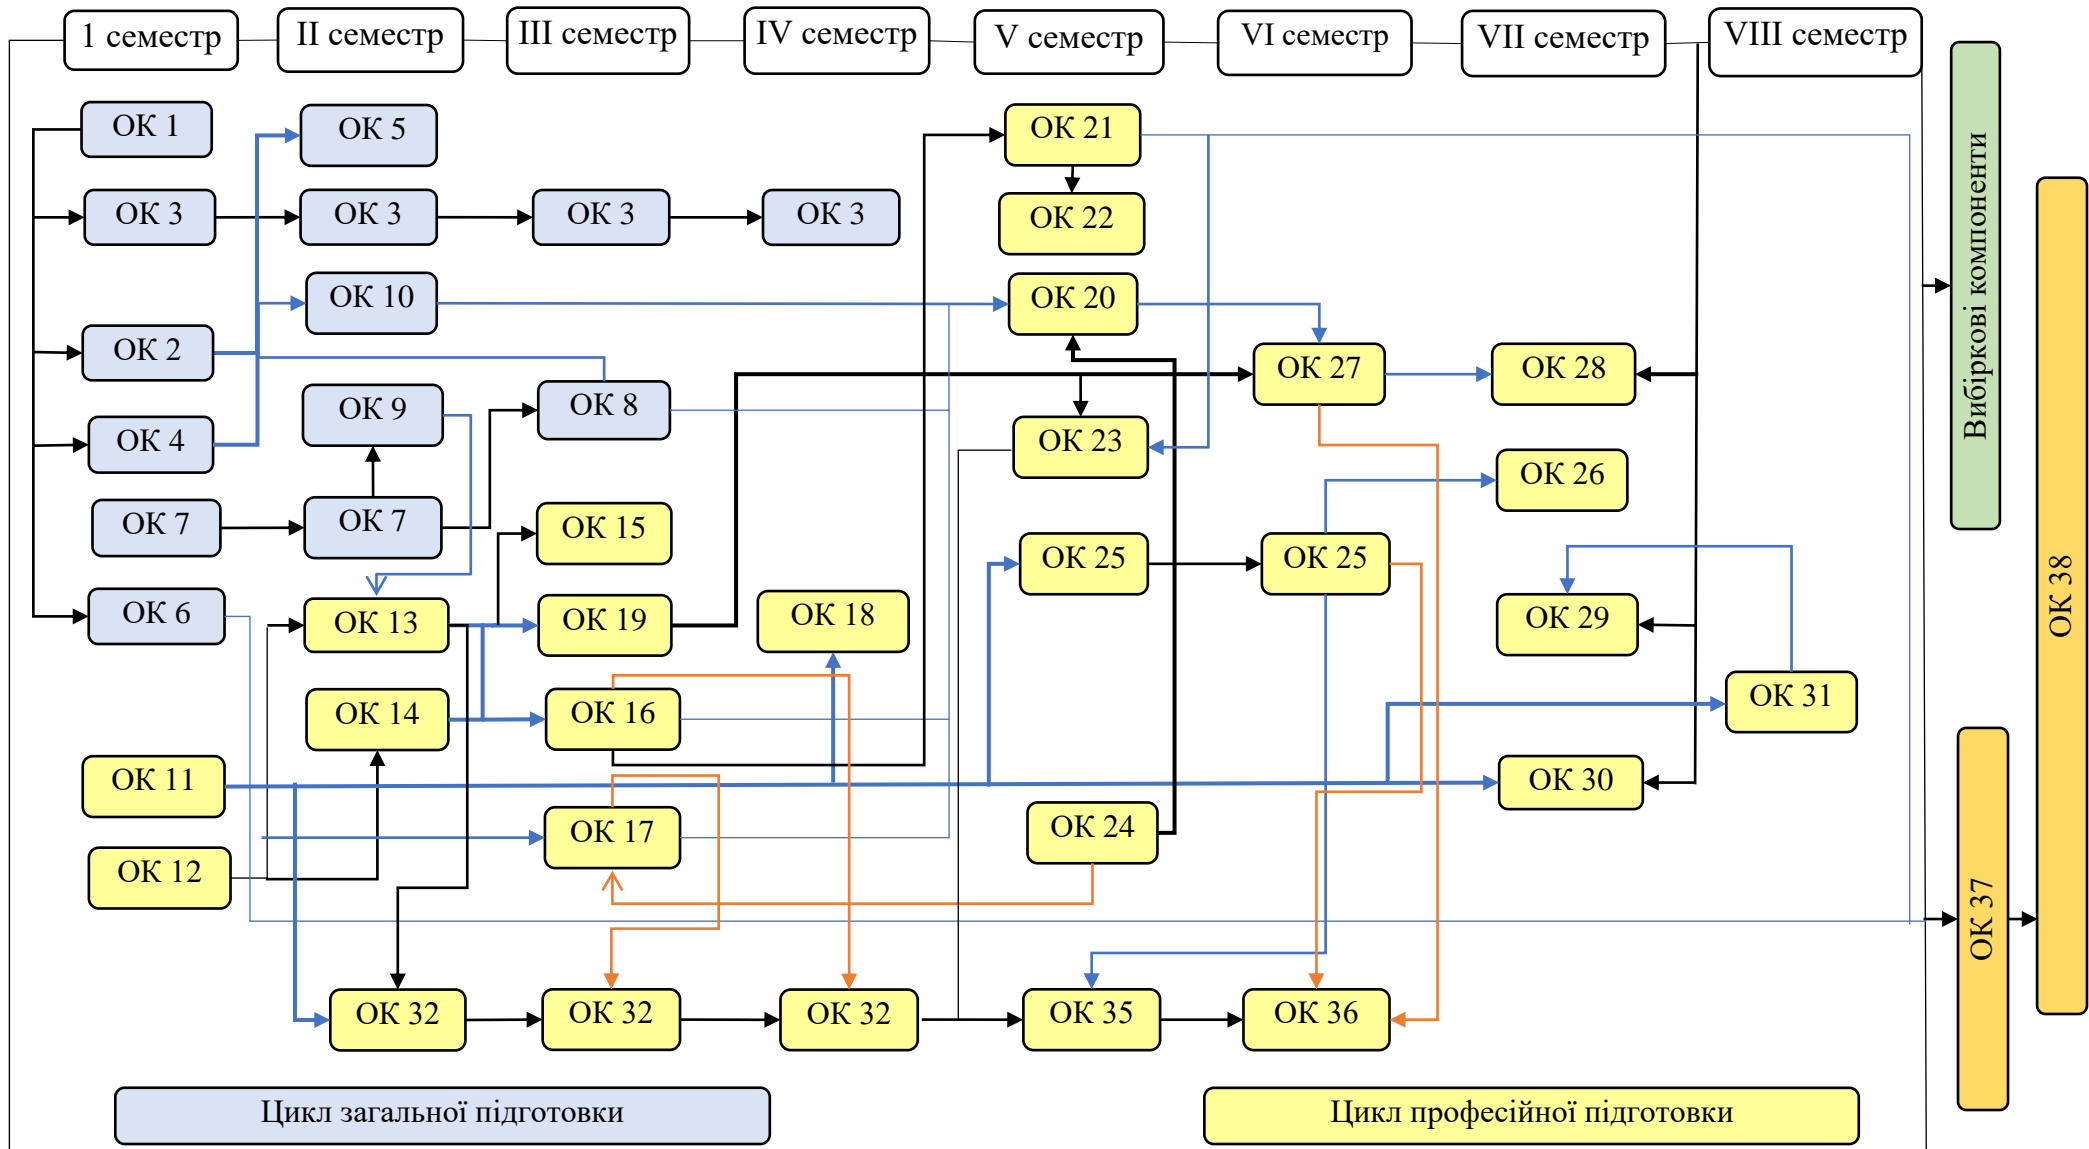 1 семестр
II семестр
III семестр
IV семестр
V семестр
VI семестр
VII семестр
VIII семестр
ОК 1
ОК 5
ОК 21
ОК 3
ОК 3
ОК 3
ОК 3
ОК 22
ОК 10
ОК 20
ОК 2
ОК 27
ОК 28
ОК 9
ОК 8
ОК 4
ОК 23
ОК 26
ОК 7
ОК 7
ОК 15
ОК 25
ОК 25
ОК 6
ОК 13
ОК 19
ОК 18
ОК 29
ОК 14
ОК 16
ОК 31
ОК 11
ОК 30
ОК 17
ОК 24
ОК 12
ОК 32
ОК 32
ОК 32
ОК 35
ОК 36
Вибіркові компоненти
ОК 37
ОК 38
Цикл загальної підготовки
Цикл професійної підготовки